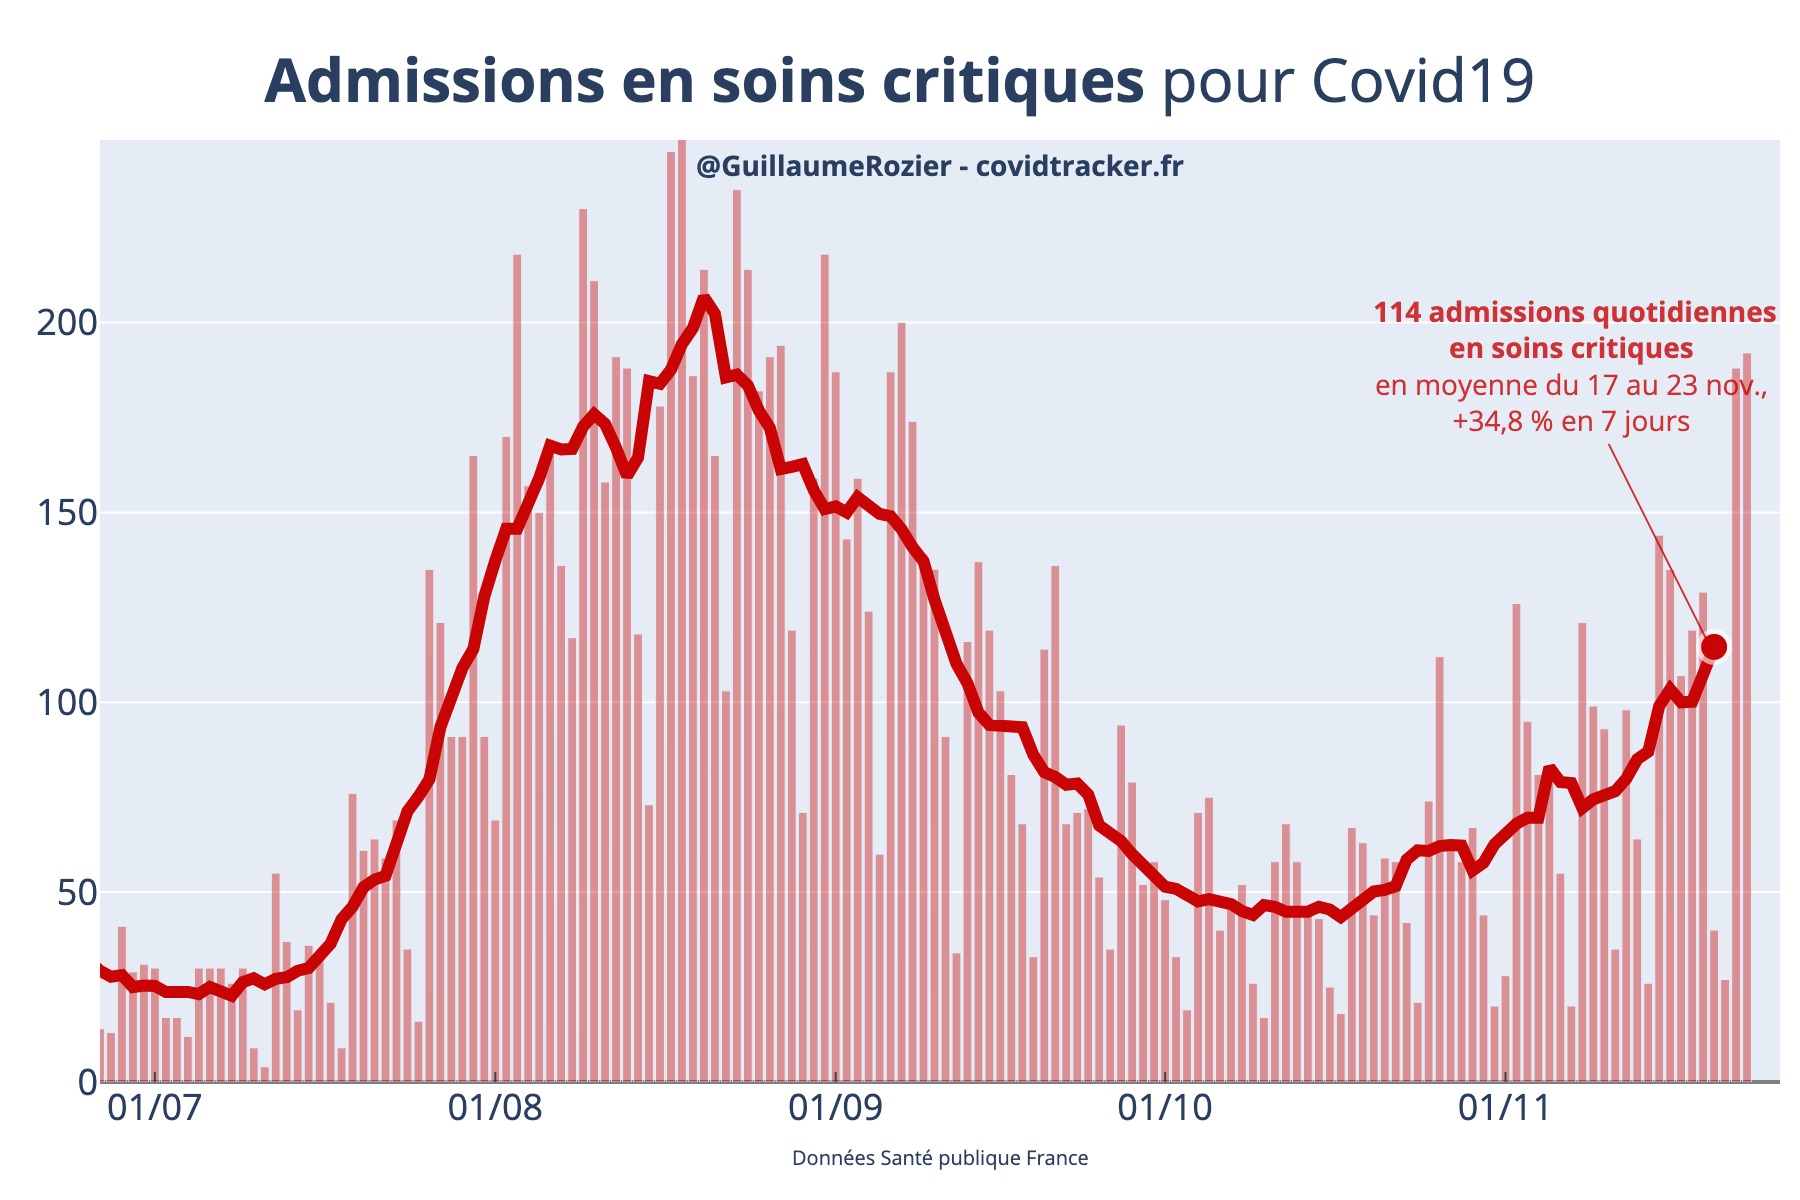 Admissions en soins critiques pour Covid19
@GuillaumeRozier - covidtracker.fr
114 admissions quotidiennes
en soins critiques
en moyenne du 17 au 23 nov.,
+34,8 % en 7 jours
200
150
100
50
0
01/07 01/08 01/09 01/10 01/11
Données Santé publique France